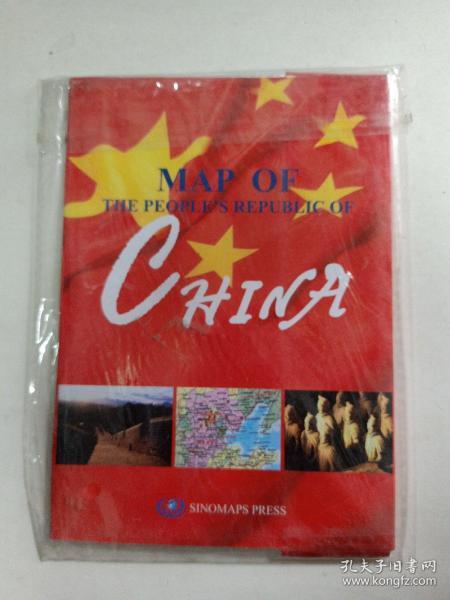 MAP OF
THE PEOPLE'S REPUBLIC OF
CHINA
SINOMAPS PRESS
孔夫子旧书网
www.kongfz.com